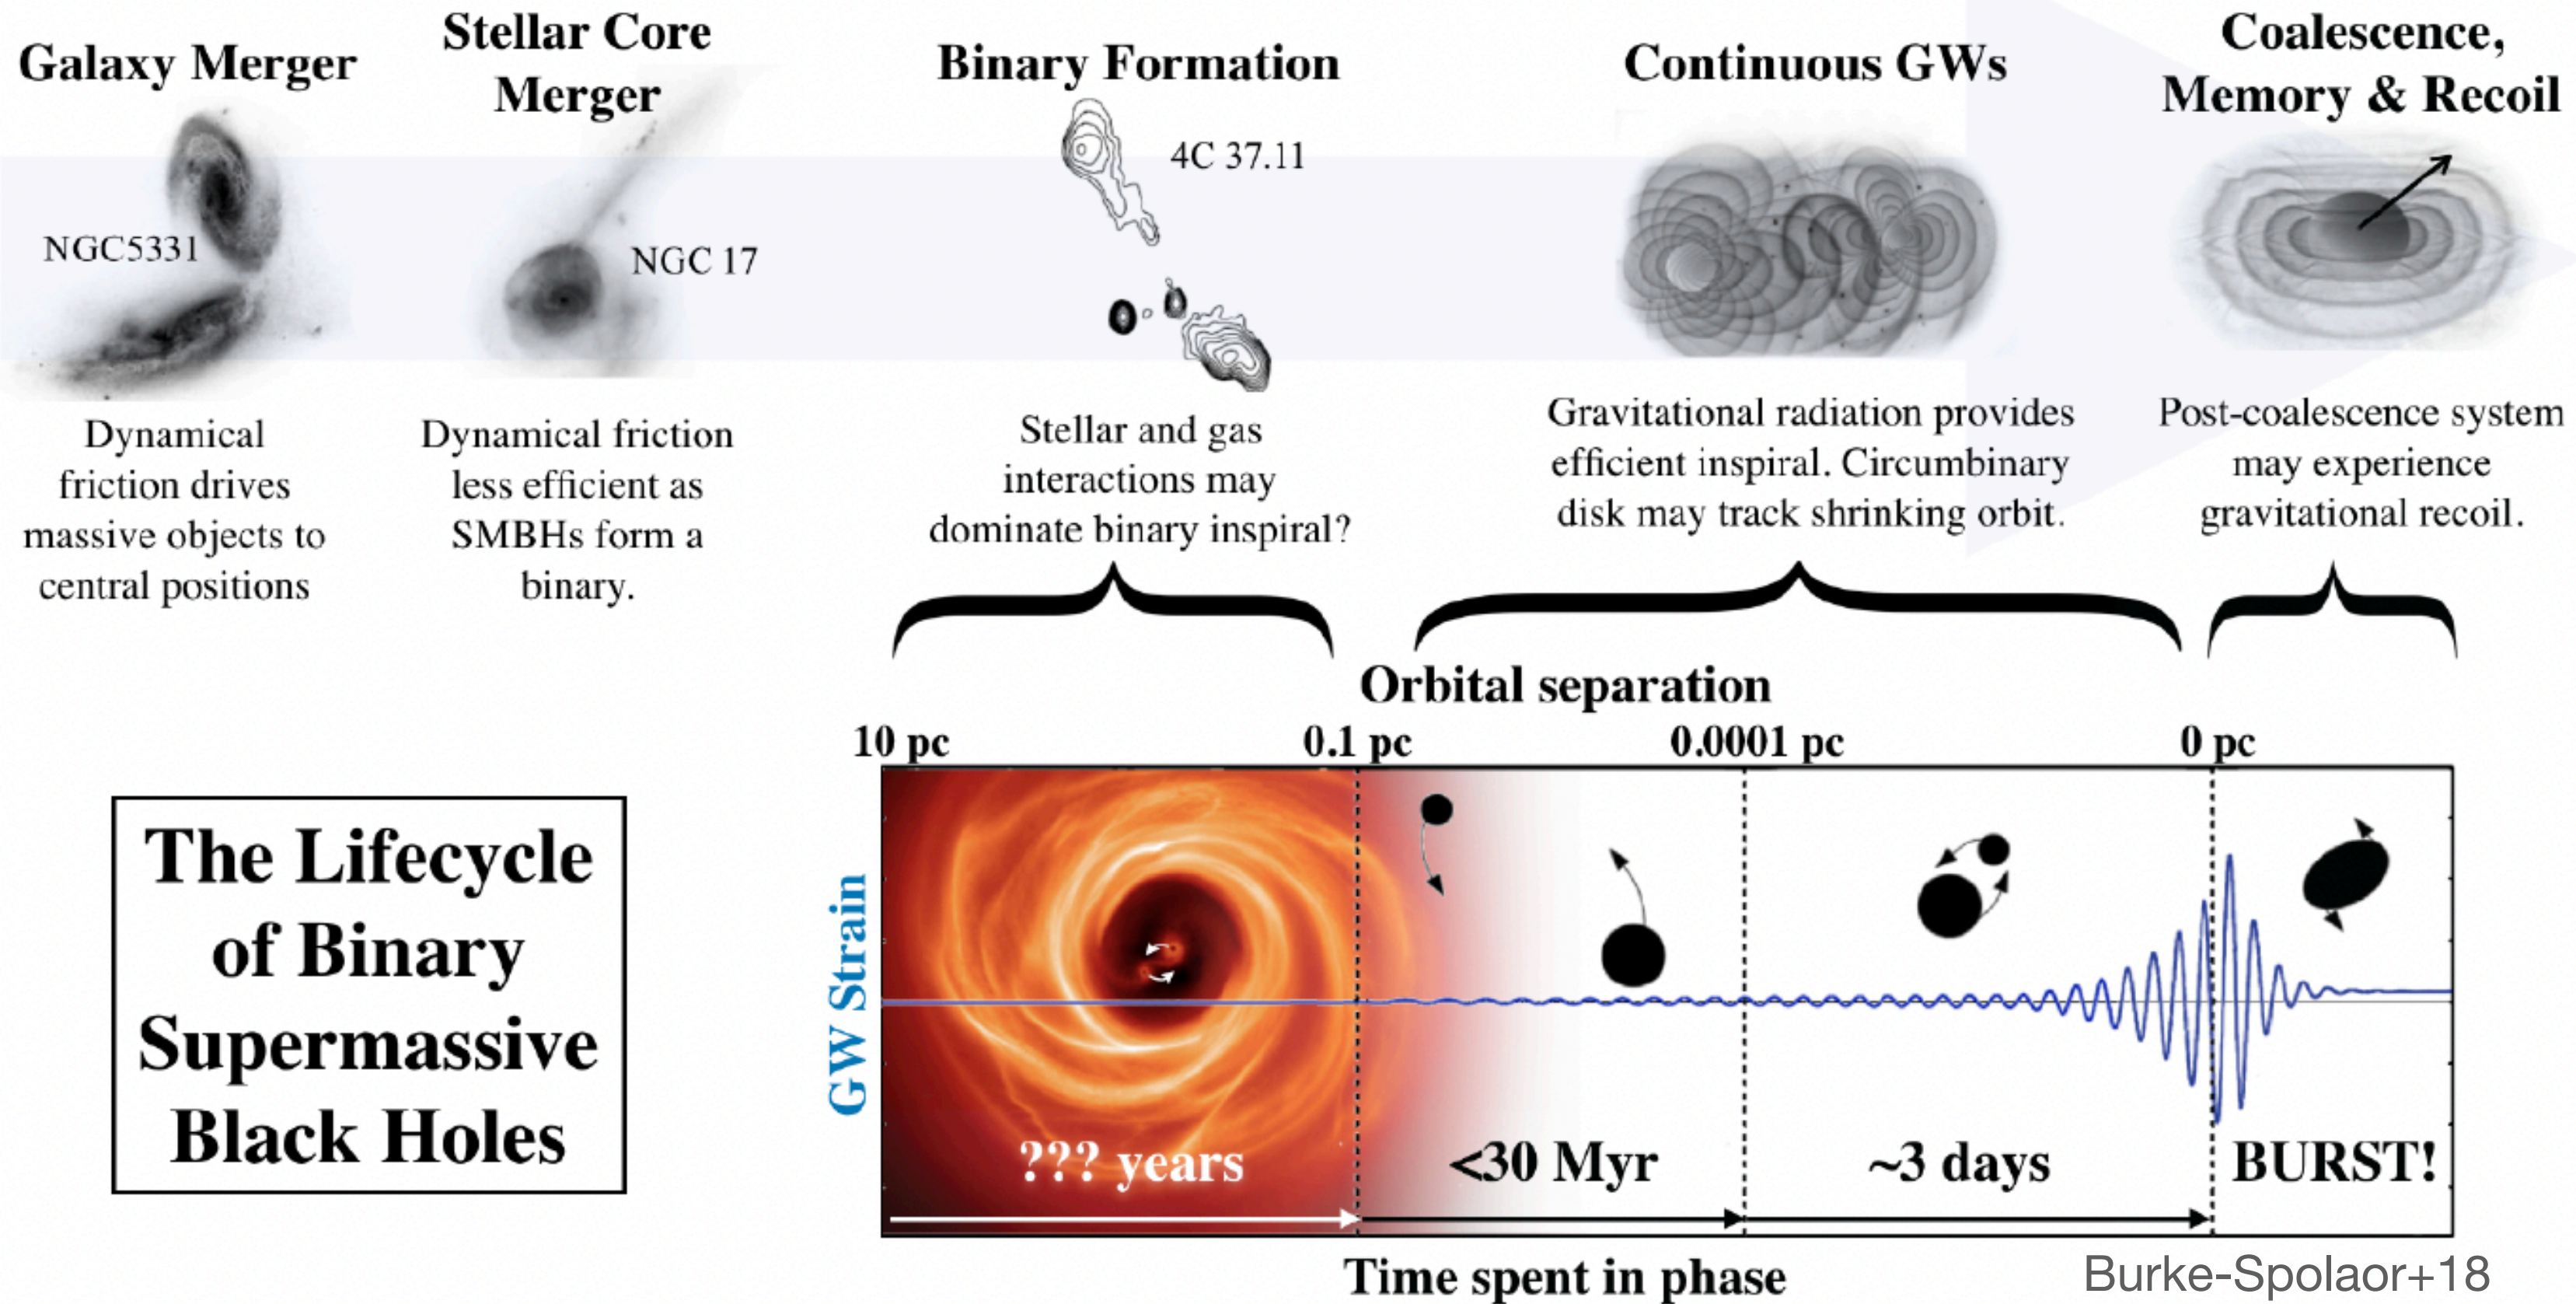 Galaxy Merger
NGC5331
Dynamical
friction drives
massive objects to
central positions
Stellar Core
Merger
NGC 17
Dynamical friction
less efficient as
SMBHs form a
binary.
Binary Formation
4C 37.11
Stellar and gas
interactions may
dominate binary inspiral?
Continuous GWs
Gravitational radiation provides
efficient inspiral. Circumbinary
disk may track shrinking orbit.
Coalescence,
Memory & Recoil
Post-coalescence system
may experience
gravitational recoil.
The Lifecycle
of Binary
Supermassive
Black Holes
Orbital separation
10 pc
0.1 pc
0.0001 pc
0 pc
GW Strain
??? years
<30 Myr
~3 days
BURST!
Time spent in phase
Burke-Spolaor+18